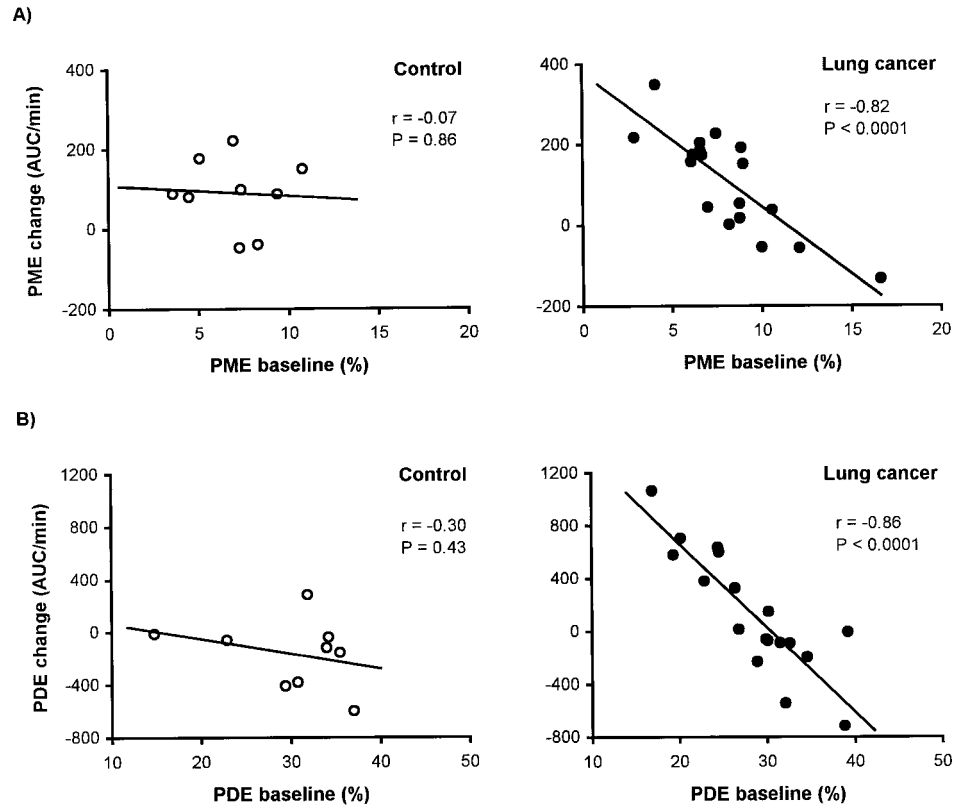 A)
Control
r = -0.07
P = 0.86
PME change (AUC/min)
400
200
0
-200
0 5 10 15 20
PME baseline (%)
Lung cancer
r = -0.82
P < 0.0001
400
200
0
-200
0 5 10 15 20
PME baseline (%)
B)
Control
r = -0.30
P = 0.43
PDE change (AUC/min)
1200
800
400
0
-400
-800
10 20 30 40 50
PDE baseline (%)
Lung cancer
r = -0.86
P < 0.0001
1200
800
400
0
-400
-800
10 20 30 40 50
PDE baseline (%)